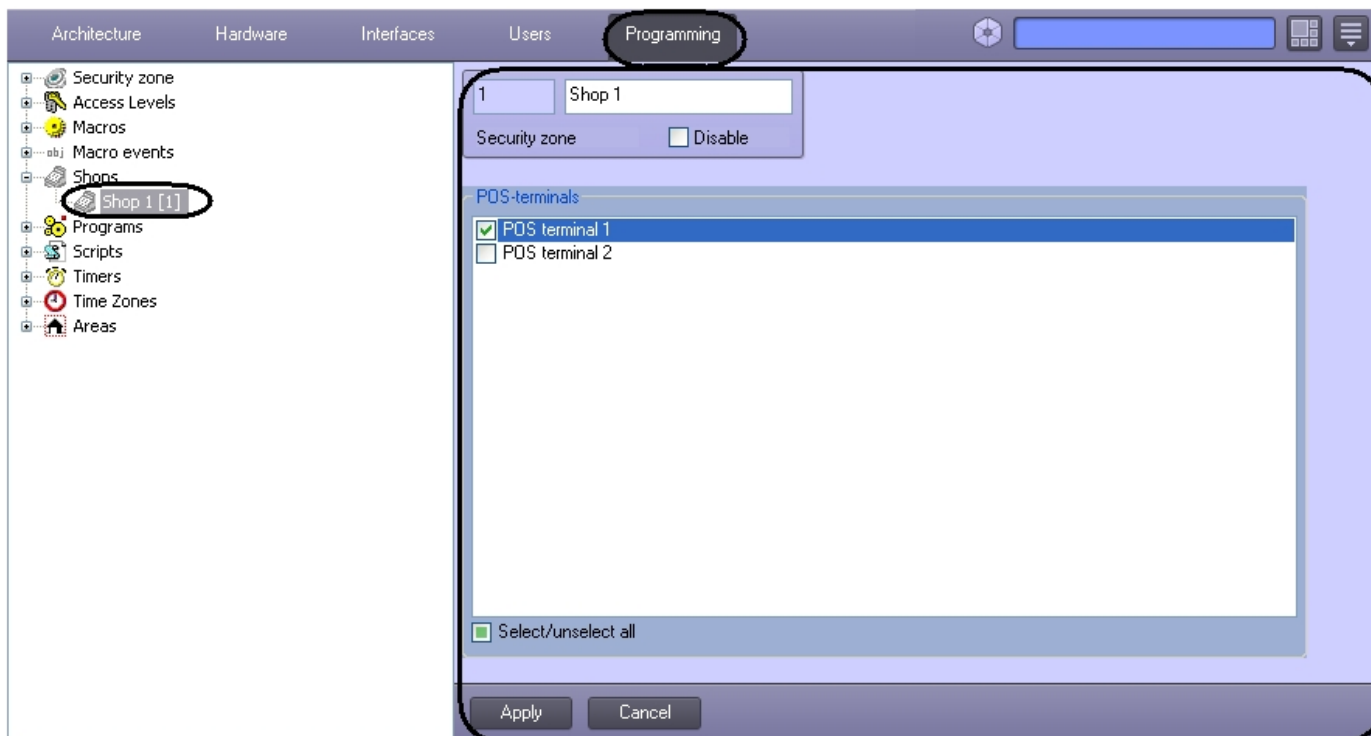 Architecture Hardware Interfaces Users Programming
Security zone
Access Levels
Macros
obj Macro events
Shops
Shop 1 [1]
Programs
Scripts
Timers
Time Zones
Areas
1 Shop 1
Security zone Disable
POS-terminals
POS terminal 1
POS terminal 2
Select/unselect all
Apply Cancel